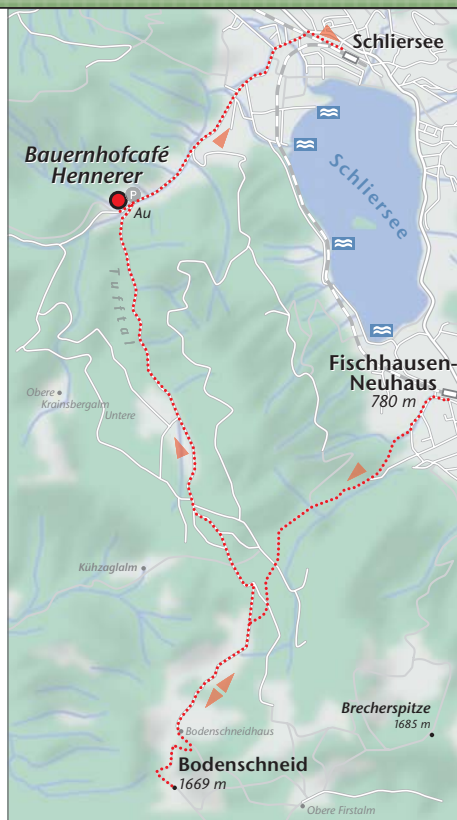 Schliersee
Bauernhofcafé
Hennerer
P
Au
Schliersee
Tufftal
Fischhausen-
Neuhaus
780 m
Obere
Krainsbergalm
Untere
Kühzaglalm
Brecherspitze
1685 m
Bodenschneidhaus
Bodenschneid
1669 m
Obere Firstalm